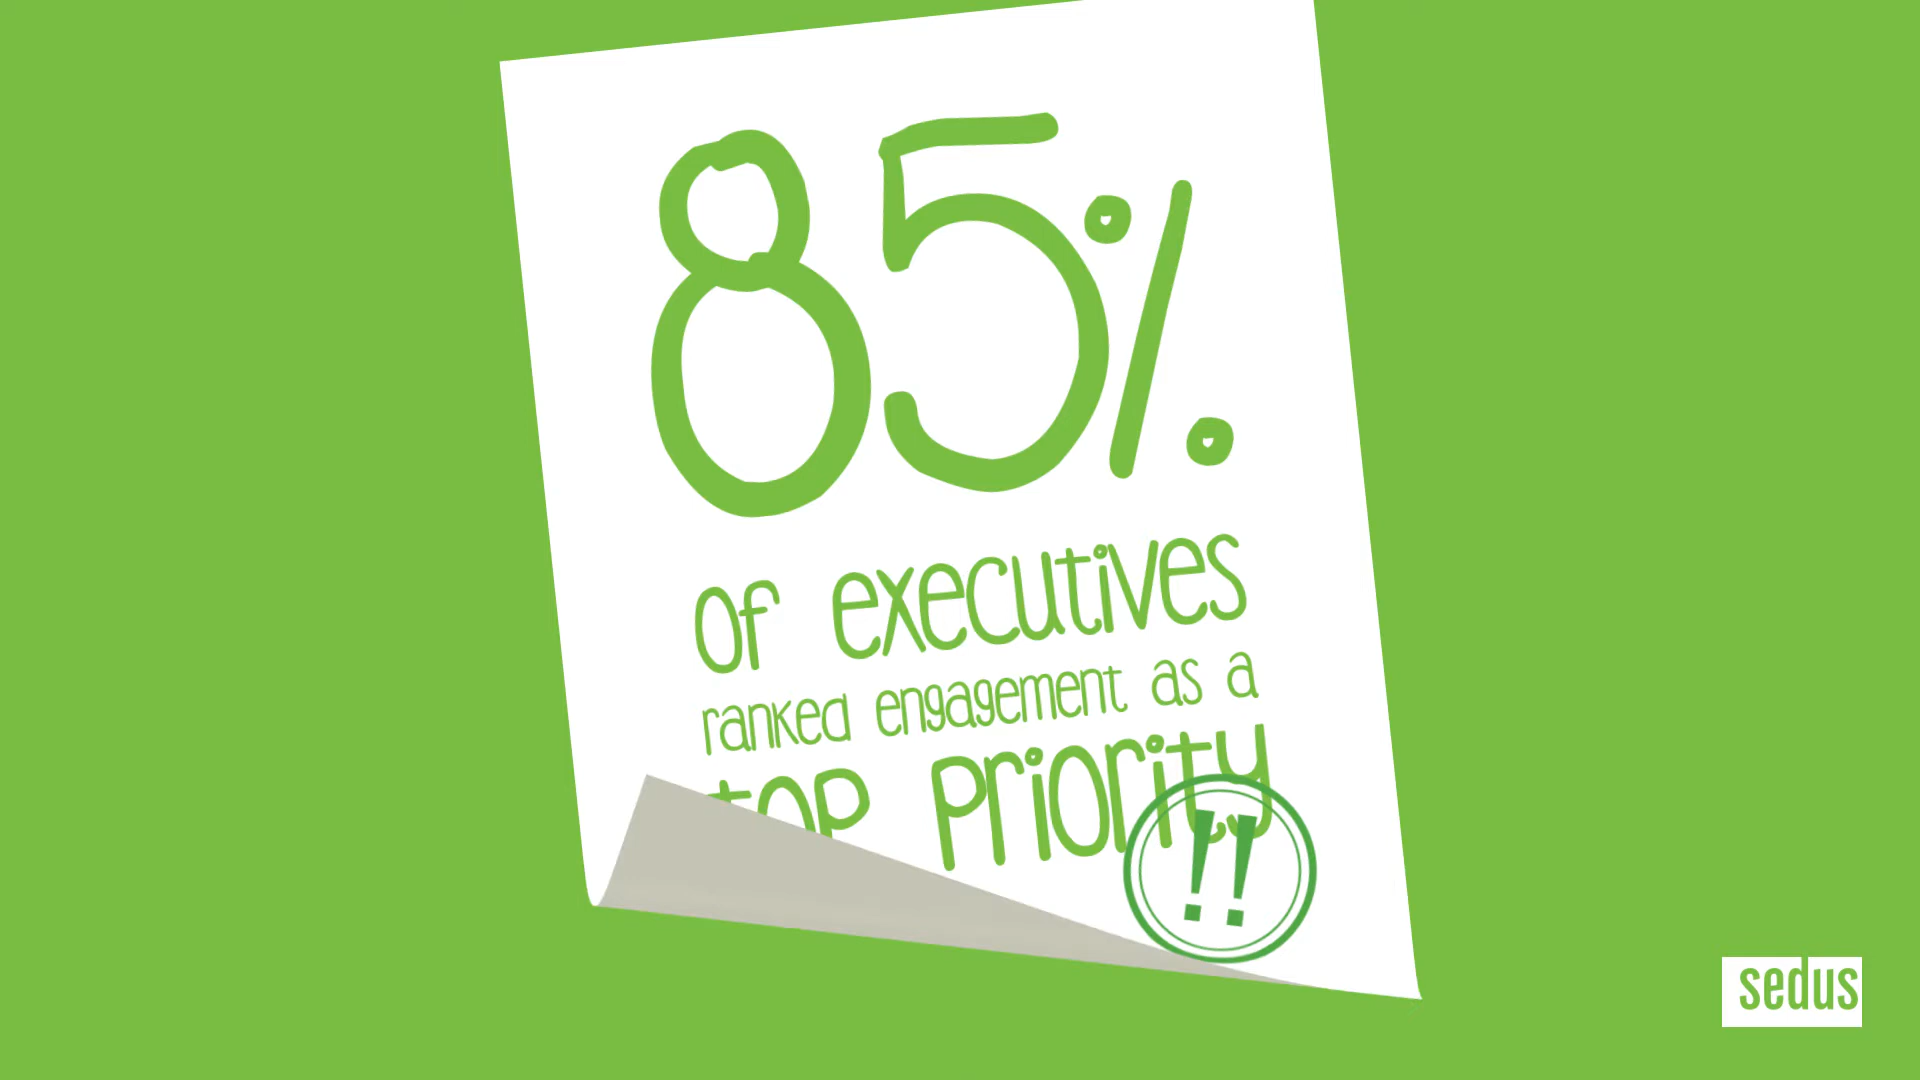 85%
of executives
ranked engagement as a
top priority
!!
sedus